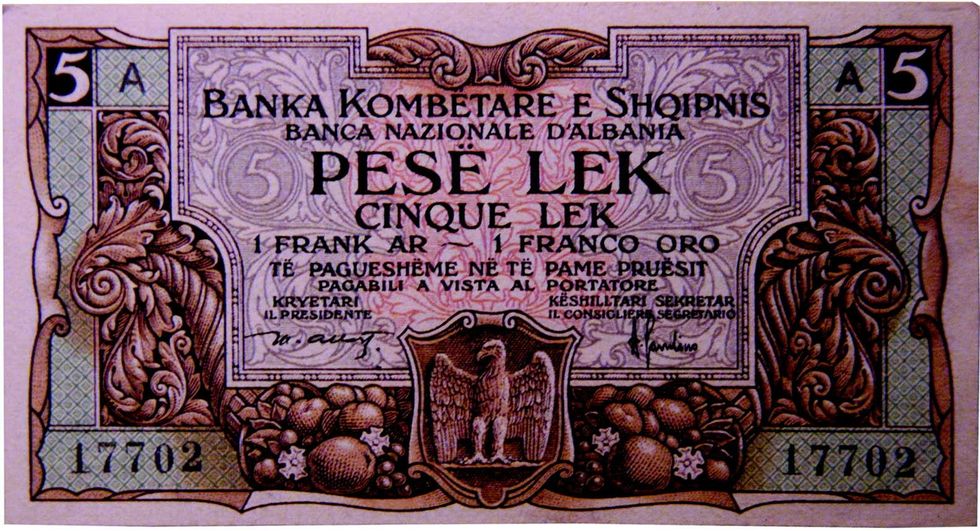 5 A A 5
BANKA KOMBËTARE E SHQIPNIS
BANCA NAZIONALE D'ALBANIA
5 PESË LEK 5
CINQUE LEK
1 FRANK AR ~ 1 FRANCO ORO
TË PAGUESHËME NË TË PAME PRUËSIT
PAGABILI A VISTA AL PORTATORE
KRYETARI KËSHILLTARI SEKRETAR
IL PRESIDENTE IL CONSIGLIERE SEGRETARIO
17702 17702